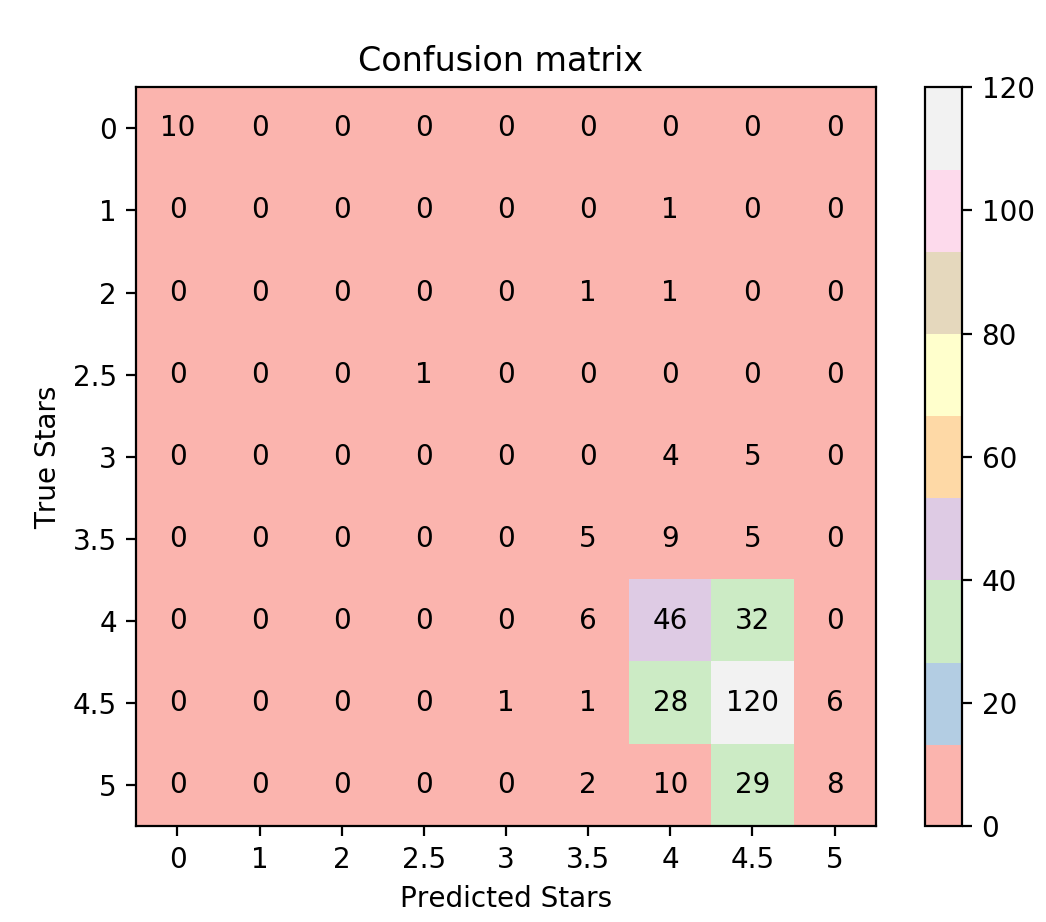 Confusion matrix
0 10 0 0 0 0 0 0 0 0
1 0 0 0 0 0 0 1 0 0
2 0 0 0 0 0 1 1 0 0
2.5 0 0 0 1 0 0 0 0 0
3 0 0 0 0 0 0 4 5 0
3.5 0 0 0 0 0 5 9 5 0
4 0 0 0 0 0 6 46 32 0
4.5 0 0 0 0 1 1 28 120 6
5 0 0 0 0 0 2 10 29 8
0 1 2 2.5 3 3.5 4 4.5 5
Predicted Stars
True Stars
120
100
80
60
40
20
0